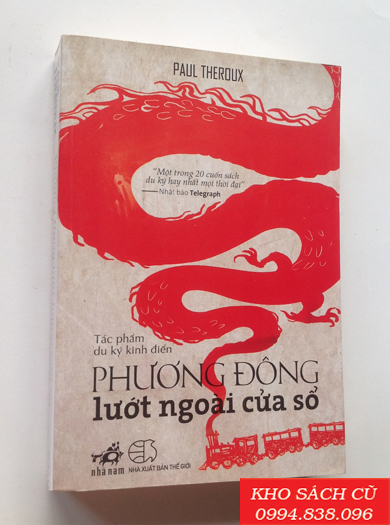 PAUL THEROUX
"Một trong 20 cuốn sách
du ký hay nhất mọi thời đại"
Nhật báo Telegraph
Tác phẩm
du ký kinh điển
PHƯƠNG ĐÔNG
lướt ngoài cửa sổ
nhã nam
NHÀ XUẤT BẢN THẾ GIỚI
KHO SÁCH CŨ
0994.838.096